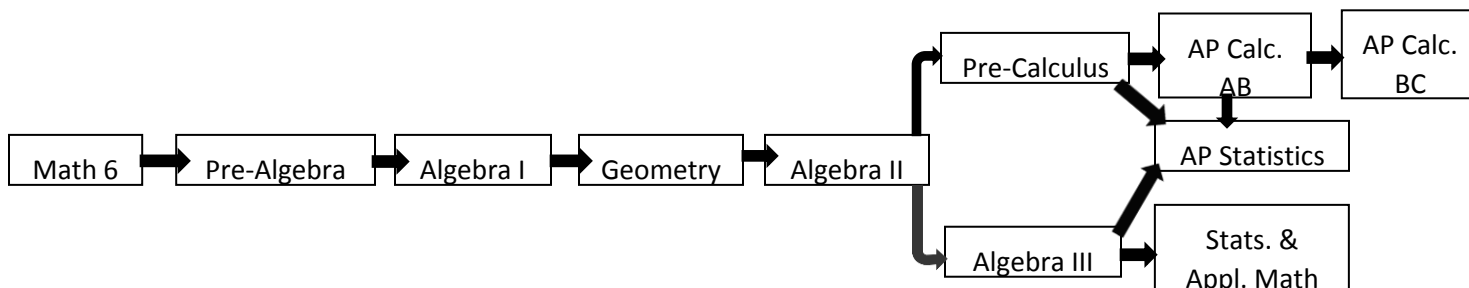 Math 6
Pre-Algebra
Algebra I
Geometry
Algebra II
Pre-Calculus
AP Calc.
AB
AP Calc.
BC
AP Statistics
Algebra III
Stats. &
Appl. Math